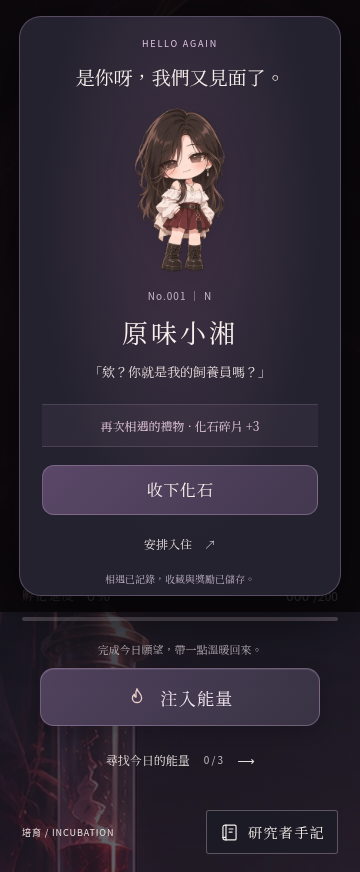 HELLO AGAIN
是你呀，我們又見面了。
No.001 | N
原味小湘
「欸？你就是我的飼養員嗎？」
再次相遇的禮物 · 化石碎片 +3
收下化石
安排入住 ↗
相遇已記錄，收藏與獎勵已儲存。
完成今日願望，帶一點溫暖回來。
注入能量
尋找今日的能量 0/3 →
培育 / INCUBATION
研究者手記